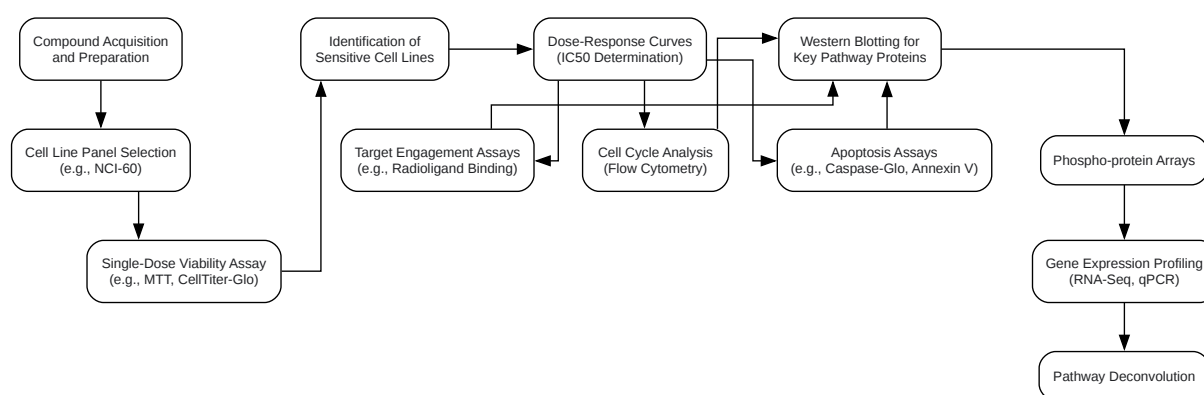 Compound Acquisition
and Preparation
Cell Line Panel Selection
(e.g., NCI-60)
Single-Dose Viability Assay
(e.g., MTT, CellTiter-Glo)
Identification of
Sensitive Cell Lines
Dose-Response Curves
(IC50 Determination)
Target Engagement Assays
(e.g., Radioligand Binding)
Cell Cycle Analysis
(Flow Cytometry)
Apoptosis Assays
(e.g., Caspase-Glo, Annexin V)
Western Blotting for
Key Pathway Proteins
Phospho-protein Arrays
Gene Expression Profiling
(RNA-Seq, qPCR)
Pathway Deconvolution